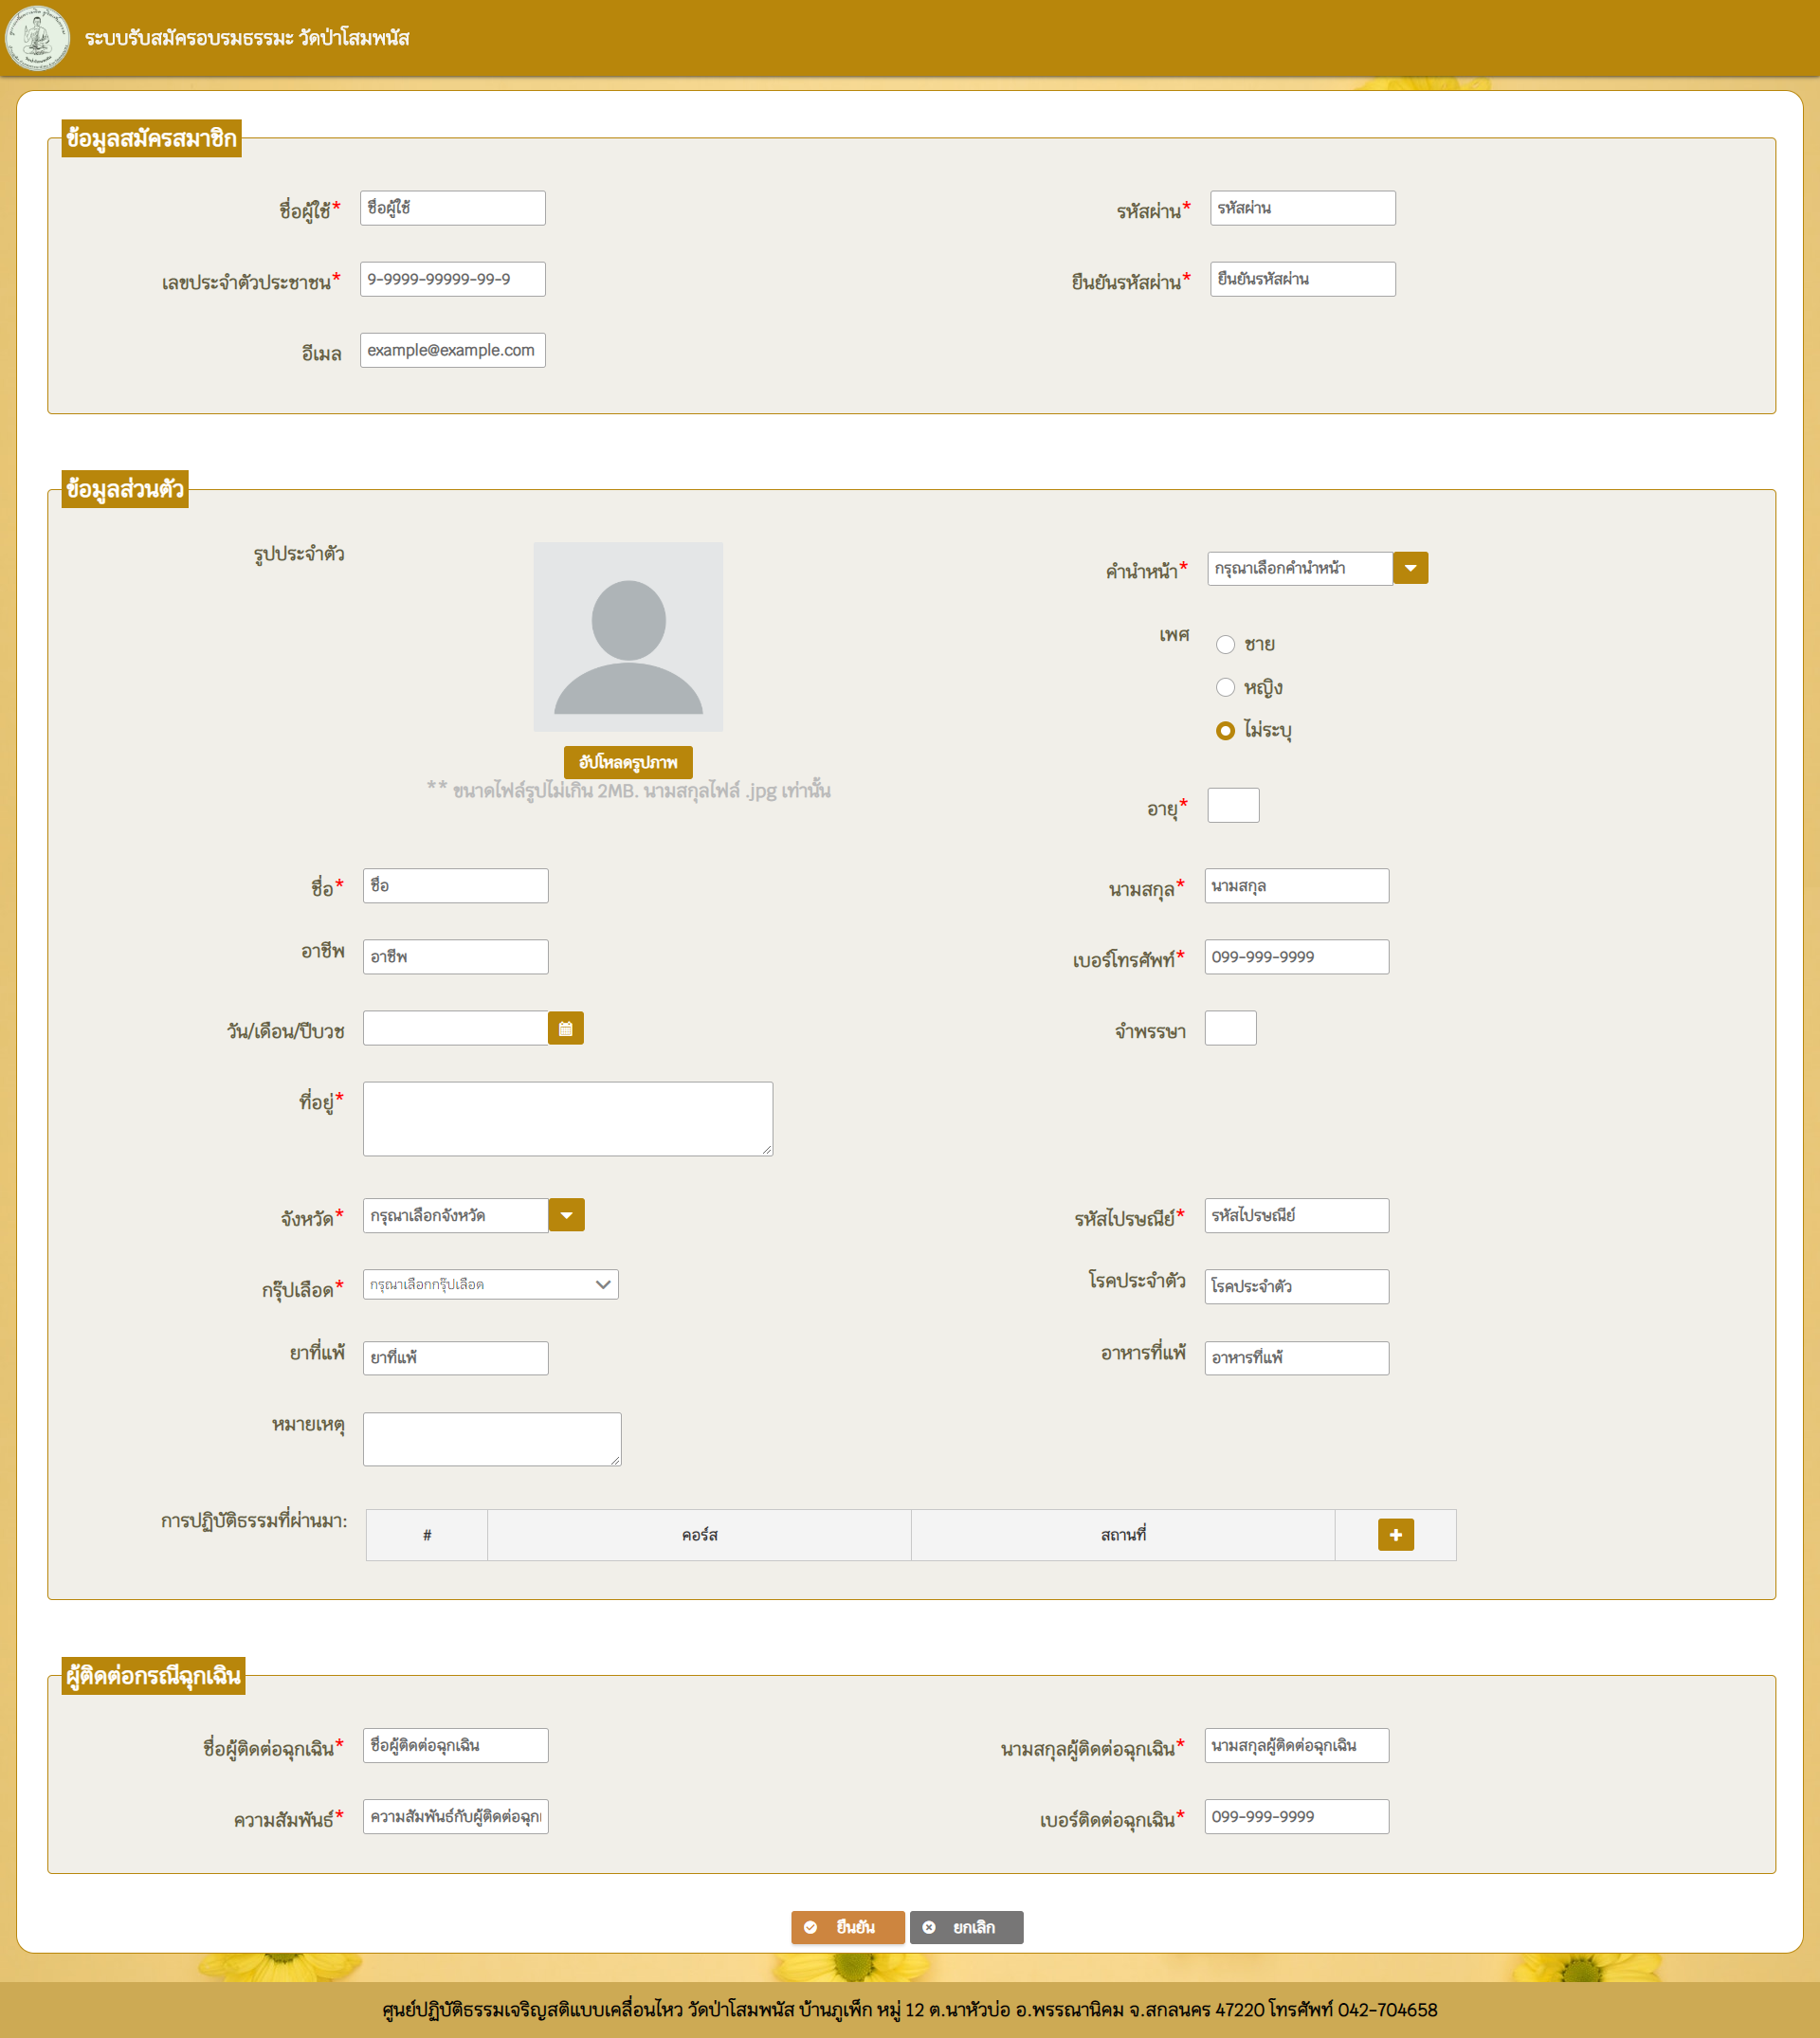 ระบบรับสมัครอบรมธรรมะ วัดป่าโสมพนัส
ข้อมูลสมัครสมาชิก
ชื่อผู้ใช้* ชื่อผู้ใช้ รหัสผ่าน* รหัสผ่าน
เลขประจำตัวประชาชน* 9-9999-99999-99-9 ยืนยันรหัสผ่าน* ยืนยันรหัสผ่าน
อีเมล example@example.com
ข้อมูลส่วนตัว
รูปประจำตัว คำนำหน้า* กรุณาเลือกคำนำหน้า
เพศ ชาย
หญิง
ไม่ระบุ
อัปโหลดรูปภาพ
** ขนาดไฟล์รูปไม่เกิน 2MB. นามสกุลไฟล์ .jpg เท่านั้น
อายุ*
ชื่อ* ชื่อ นามสกุล* นามสกุล
อาชีพ อาชีพ เบอร์โทรศัพท์* 099-999-9999
วัน/เดือน/ปีบวช จำพรรษา
ที่อยู่*
จังหวัด* กรุณาเลือกจังหวัด รหัสไปรษณีย์* รหัสไปรษณีย์
กรุ๊ปเลือด* กรุณาเลือกกรุ๊ปเลือด โรคประจำตัว โรคประจำตัว
ยาที่แพ้ ยาที่แพ้ อาหารที่แพ้ อาหารที่แพ้
หมายเหตุ
การปฏิบัติธรรมที่ผ่านมา: # คอร์ส สถานที่
ผู้ติดต่อกรณีฉุกเฉิน
ชื่อผู้ติดต่อฉุกเฉิน* ชื่อผู้ติดต่อฉุกเฉิน นามสกุลผู้ติดต่อฉุกเฉิน* นามสกุลผู้ติดต่อฉุกเฉิน
ความสัมพันธ์* ความสัมพันธ์กับผู้ติดต่อฉุก เบอร์ติดต่อฉุกเฉิน* 099-999-9999
ยืนยัน ยกเลิก
ศูนย์ปฏิบัติธรรมเจริญสติแบบเคลื่อนไหว วัดป่าโสมพนัส บ้านภูเพ็ก หมู่ 12 ต.นาหัวบ่อ อ.พรรณานิคม จ.สกลนคร 47220 โทรศัพท์ 042-704658